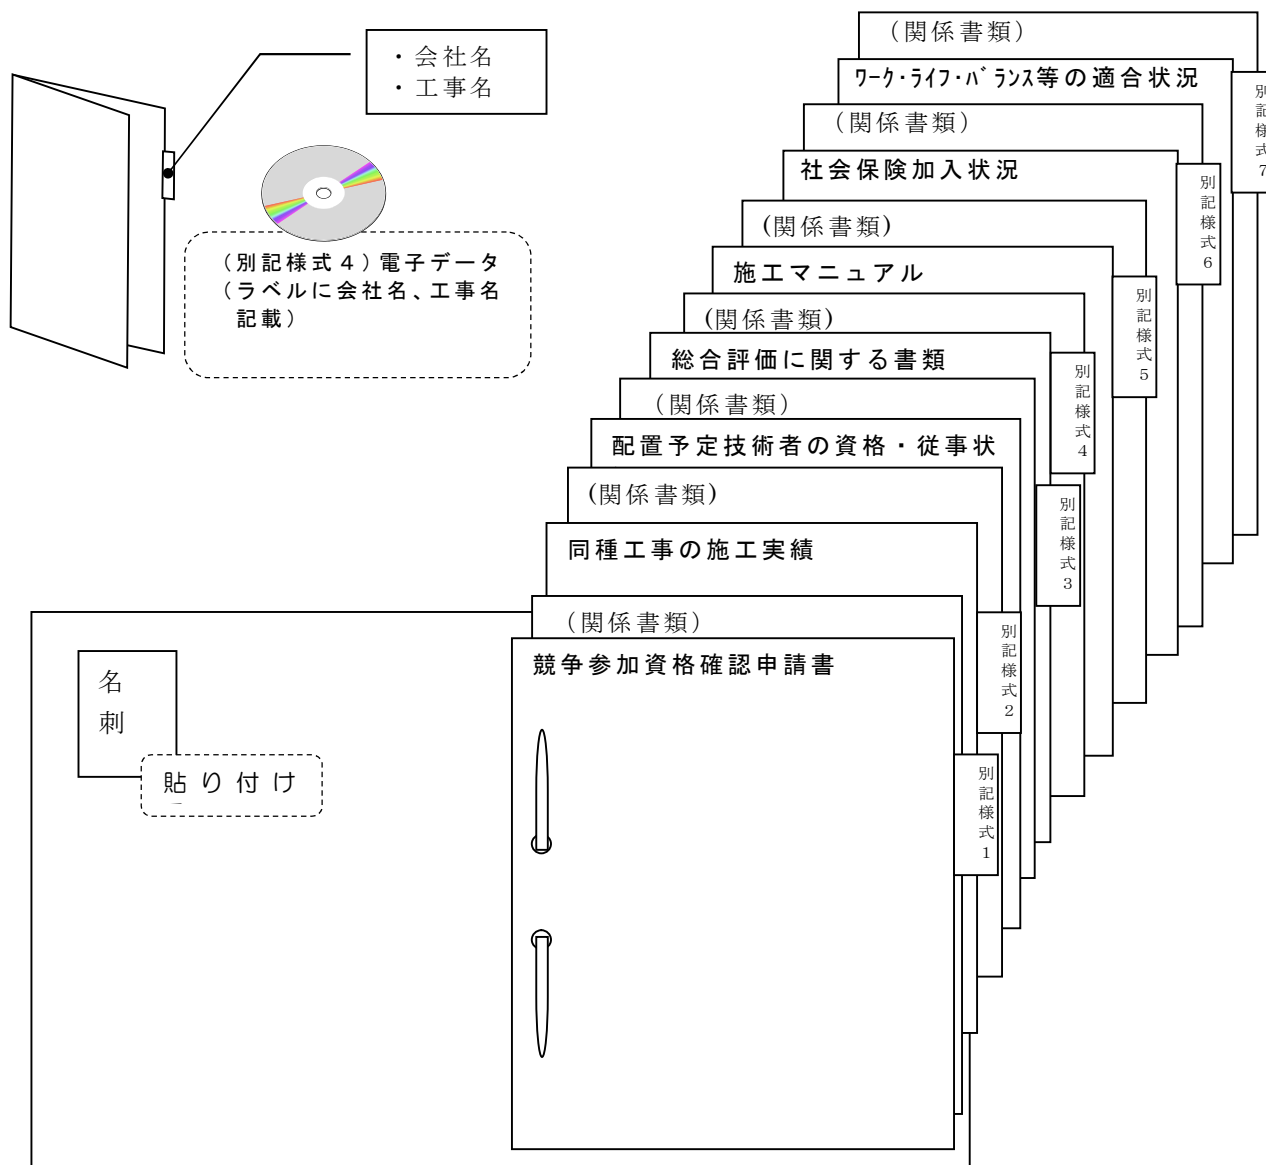 ・会社名
・工事名
（別記様式４）電子データ
（ラベルに会社名、工事名
記載）
（関係書類）
ﾜｰｸ・ﾗｲﾌ・ﾊﾞﾗﾝｽ等の適合状況
（関係書類）
社会保険加入状況
(関係書類)
施工マニュアル
(関係書類)
総合評価に関する書類
（関係書類）
配置予定技術者の資格・従事状
(関係書類)
同種工事の施工実績
（関係書類）
競争参加資格確認申請書
別記様式７
別記様式６
別記様式５
別記様式４
別記様式３
別記様式２
別記様式１
名
刺
貼り付け